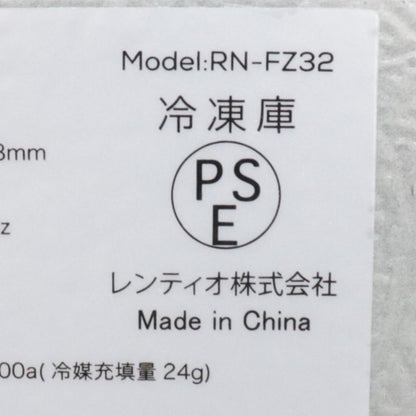 Model:RN-FZ32
冷凍庫
3mm
PS
E
z
レンティオ株式会社
Made in China
00a(冷媒充填量 24g)